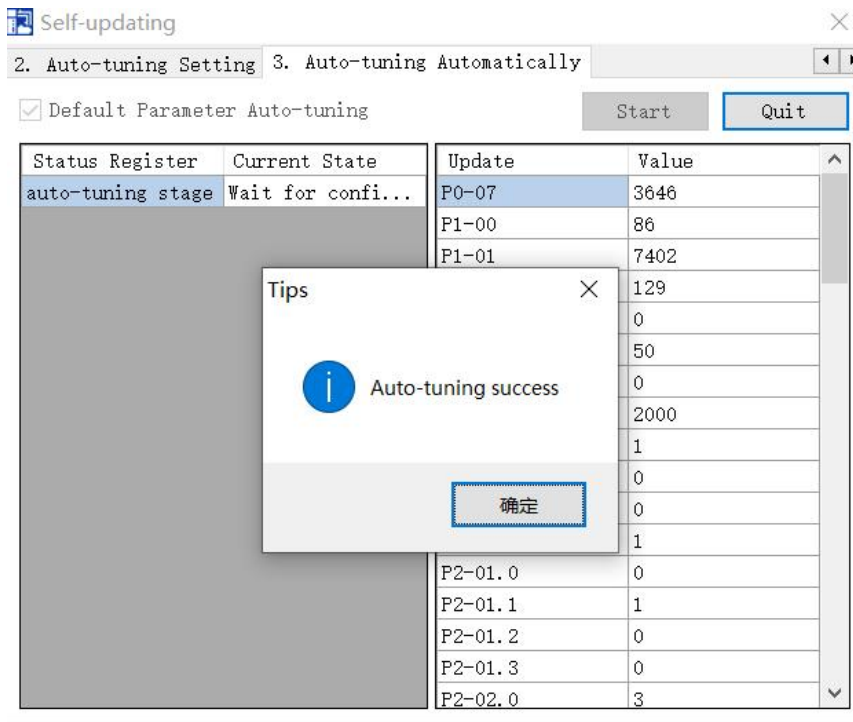 Self-updating
2. Auto-tuning Setting 3. Auto-tuning Automatically
Default Parameter Auto-tuning Start Quit
Status Register Current State Update Value
auto-tuning stage Wait for confi... P0-07 3646
P1-00 86
P1-01 7402
Tips 129
0
50
Auto-tuning success 0
2000
1
0
确定 0
1
P2-01.0 0
P2-01.1 1
P2-01.2 0
P2-01.3 0
P2-02.0 3